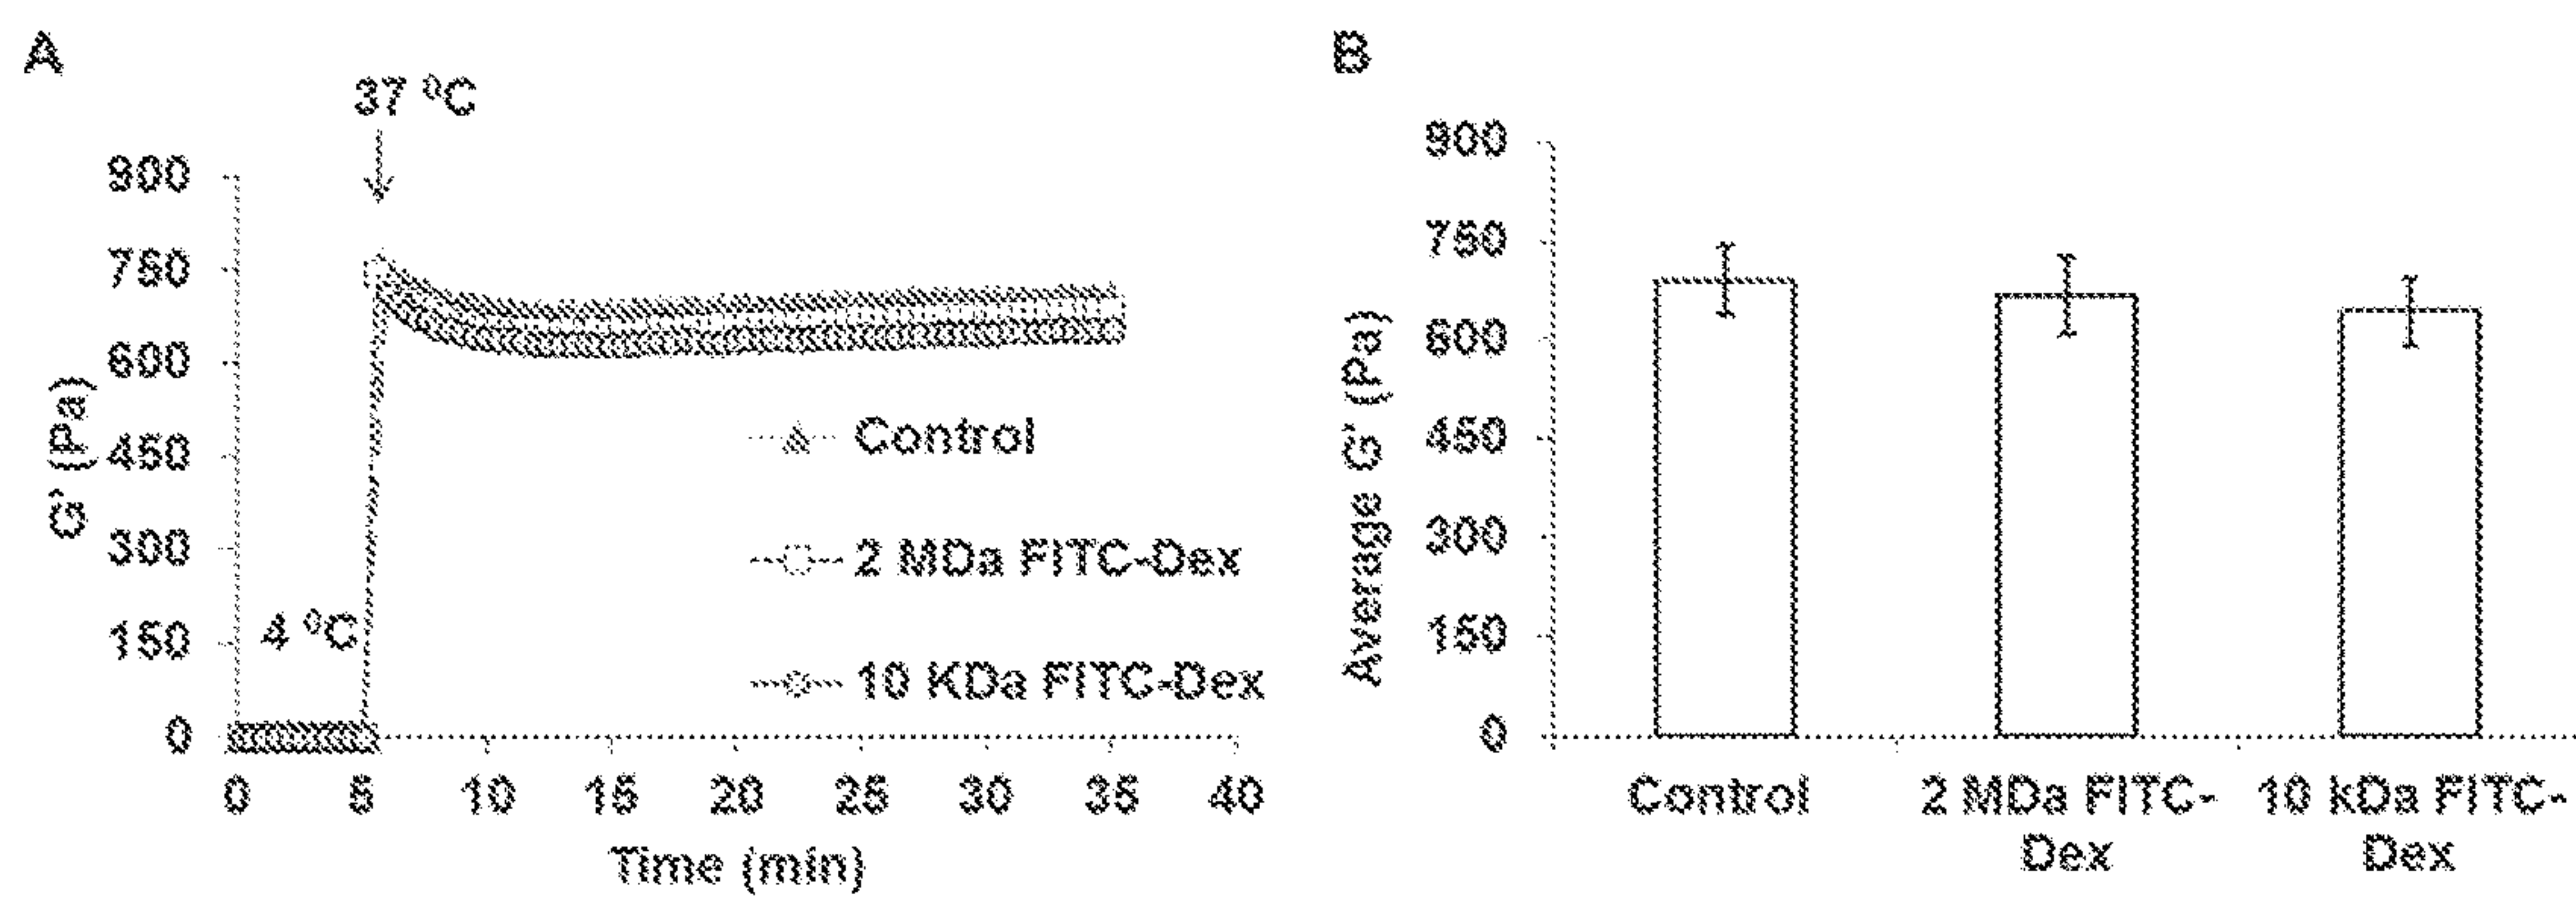 A
37 ⁰C
900
750
600
450
300
150
0
G' (Pa)
4 ⁰C
Control
2 MDa FITC-Dex
10 KDa FITC-Dex
0 5 10 15 20 25 30 35 40
Time (min)
B
900
750
600
450
300
150
0
Average G' (Pa)
Control
2 MDa FITC-
Dex
10 kDa FITC-
Dex